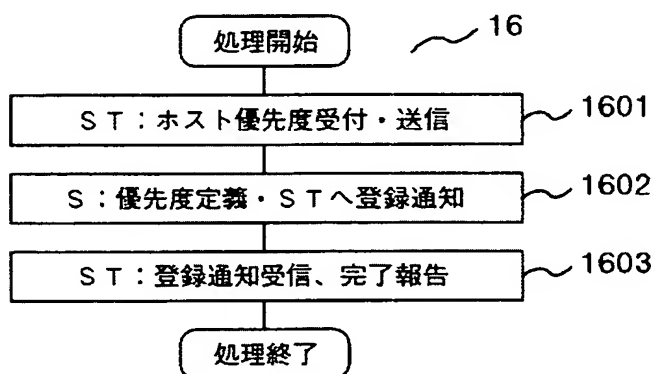 処理開始
16
ST：ホスト優先度受付・送信
1601
S：優先度定義・STへ登録通知
1602
ST：登録通知受信、完了報告
1603
処理終了